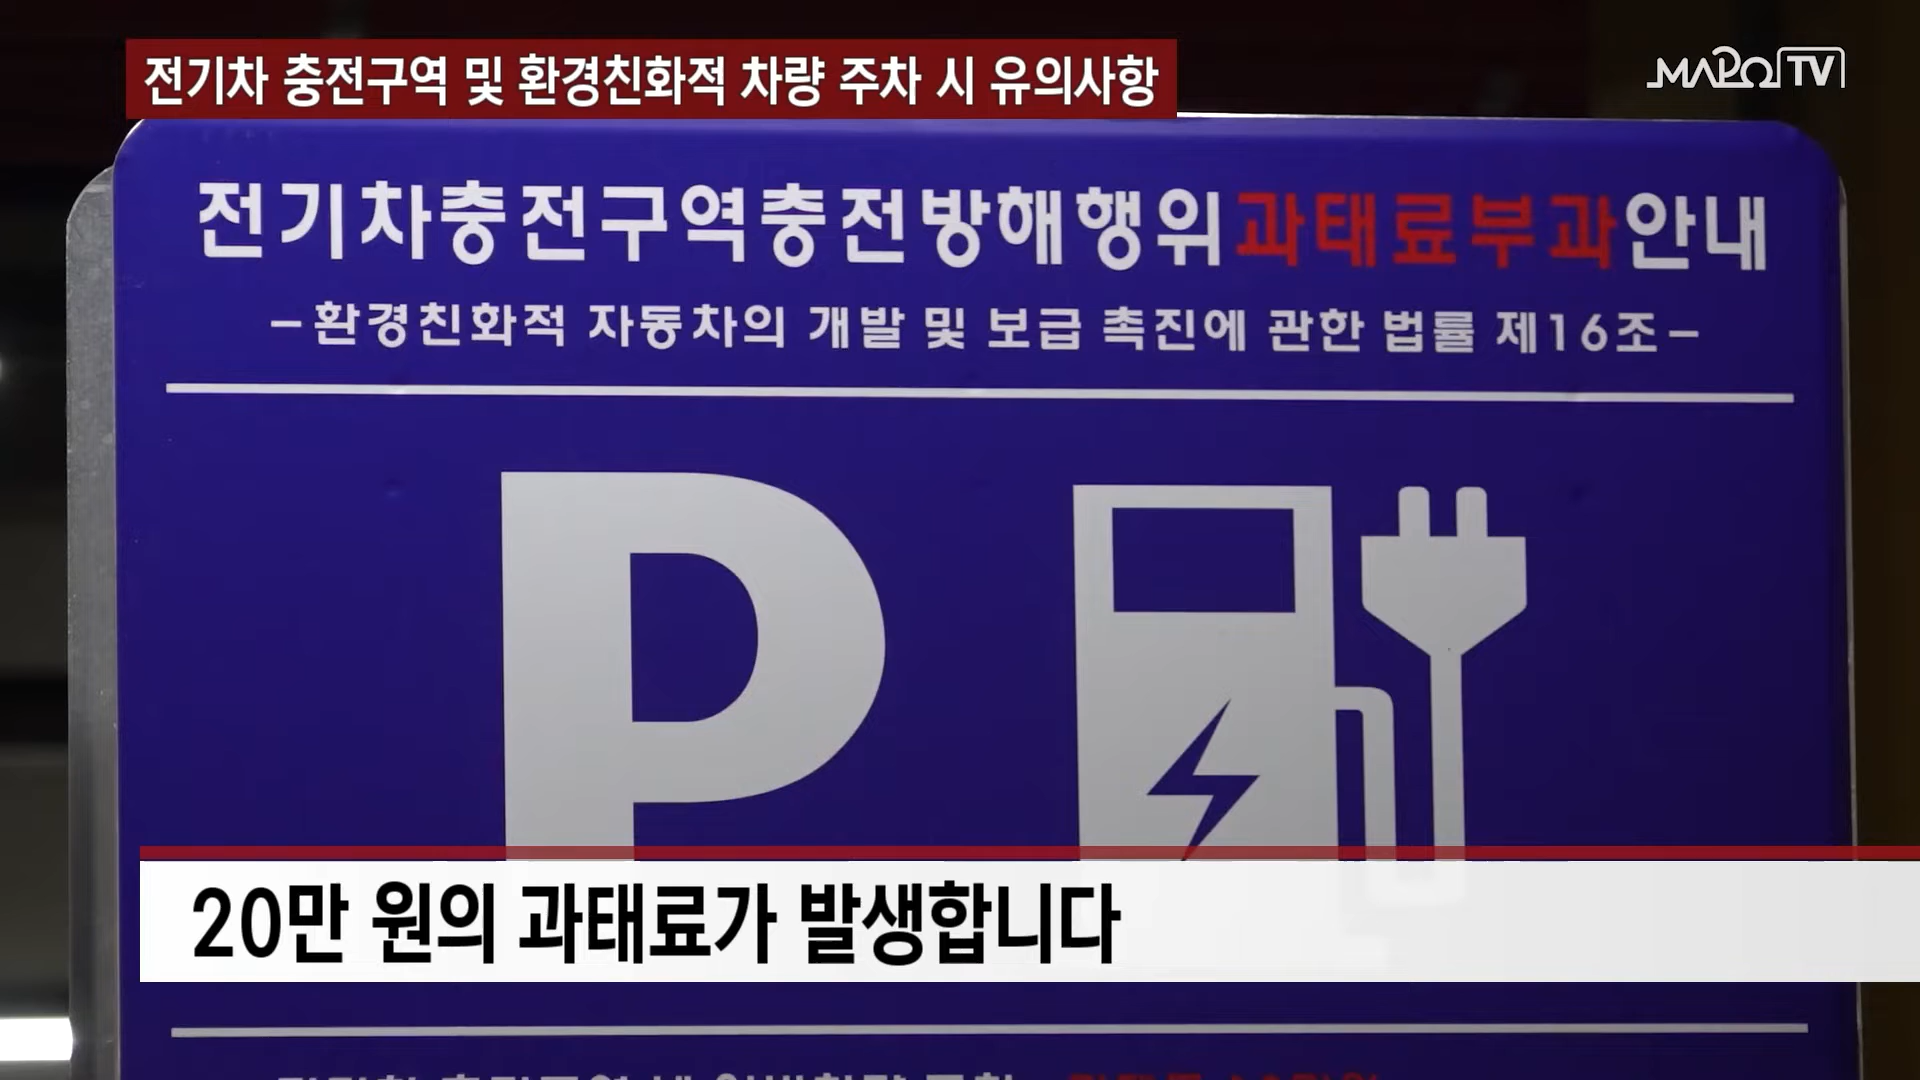 전기차 충전구역 및 환경친화적 차량 주차 시 유의사항
MAPO TV
전기차충전구역충전방해행위과태료부과안내
-환경친화적 자동차의 개발 및 보급 촉진에 관한 법률 제16조-
P
20만 원의 과태료가 발생합니다